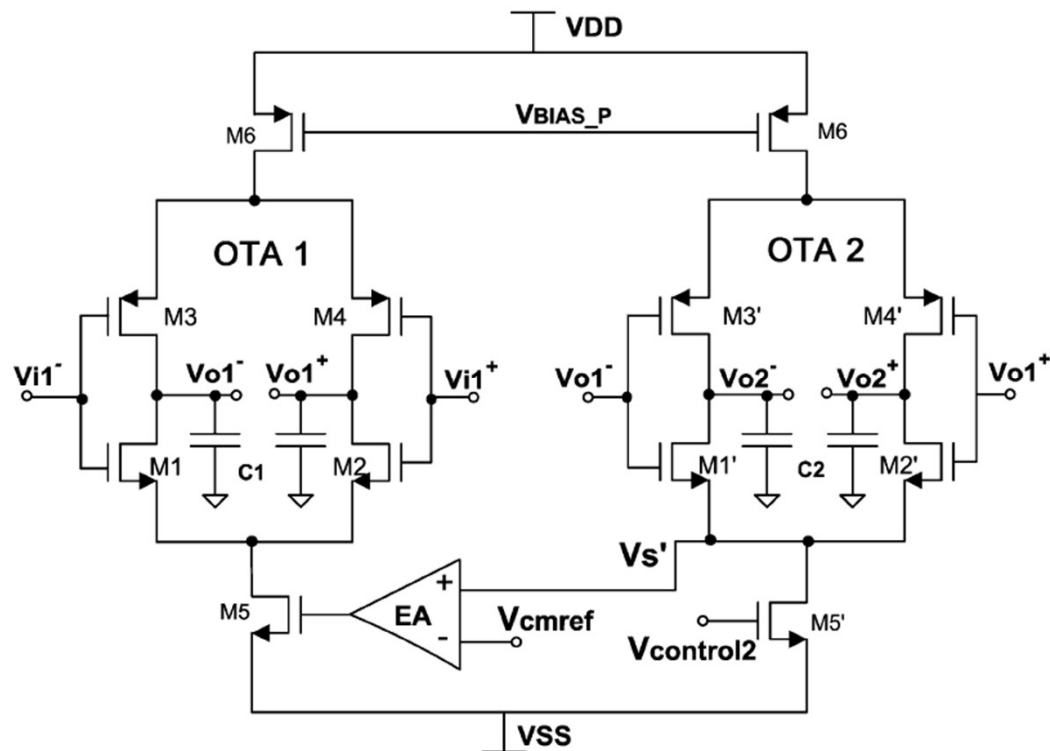 VDD
VBIAS_P
M6
M6
OTA 1
OTA 2
M3
M4
M3'
M4'
Vi1-
Vo1-
Vo1+
Vi1+
Vo1-
Vo2-
Vo2+
Vo1+
M1
C1
M2
M1'
C2
M2'
Vs'
M5
EA
+
-
Vcmref
Vcontrol2
M5'
VSS